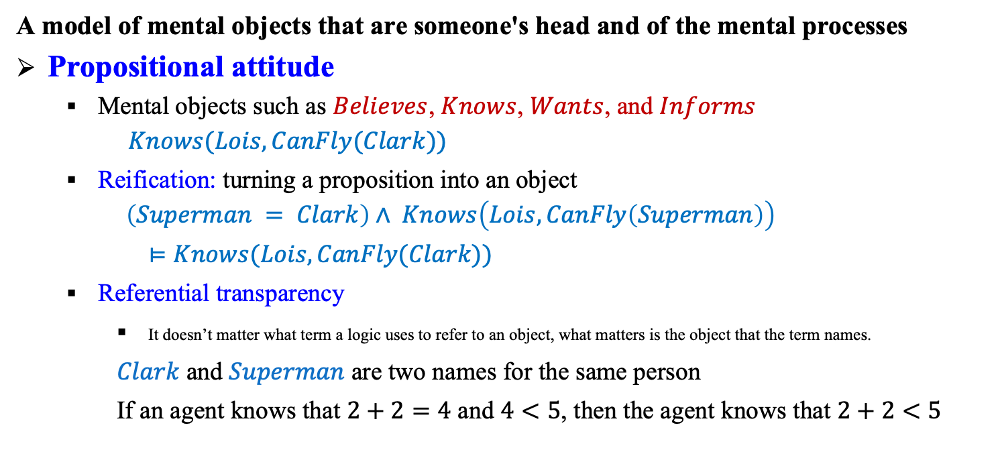 A model of mental objects that are someone's head and of the mental processes
➢ Propositional attitude
▪ Mental objects such as Believes, Knows, Wants, and Informs
Knows(Lois, CanFly(Clark))
▪ Reification: turning a proposition into an object
(Superman = Clark) ∧ Knows(Lois, CanFly(Superman))
⊨ Knows(Lois, CanFly(Clark))
▪ Referential transparency
▪ It doesn’t matter what term a logic uses to refer to an object, what matters is the object that the term names.
Clark and Superman are two names for the same person
If an agent knows that 2 + 2 = 4 and 4 < 5, then the agent knows that 2 + 2 < 5